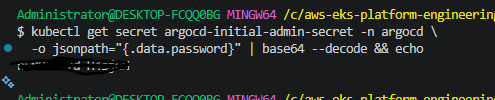 Administrator@DESKTOP-FCQQ0BG MINGW64 /c/aws-eks-platform-engineering
$ kubectl get secret argocd-initial-admin-secret -n argocd \
-o jsonpath="{.data.password}" | base64 --decode && echo
Administrator@DESKTOP-FCQQ0BG MINGW64 /c/aws-eks-platform-engineering